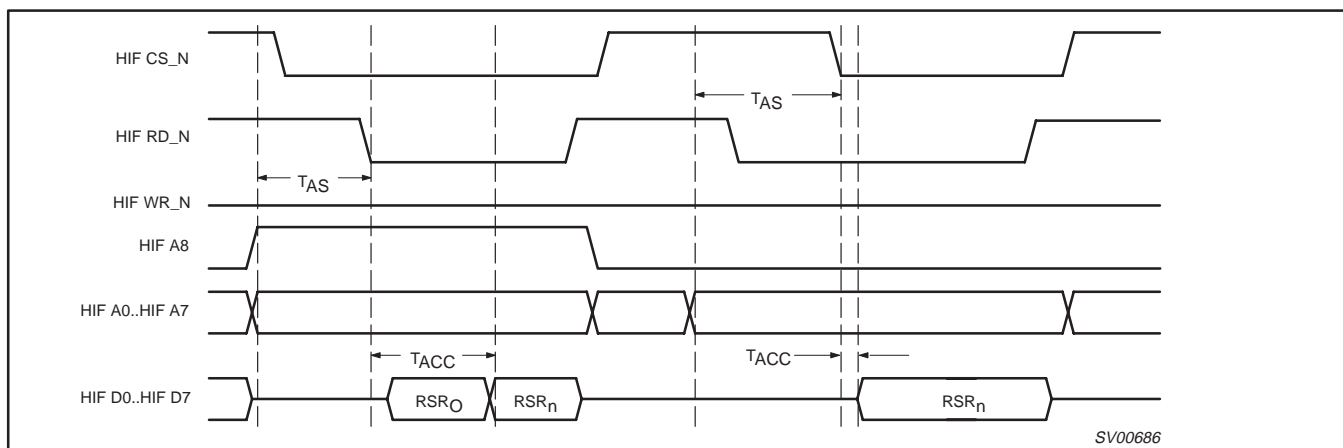 HIF CS_N
TAS
HIF RD_N
TAS
HIF WR_N
HIF A8
HIF A0..HIF A7
TACC
TACC
HIF D0..HIF D7
RSRO
RSRn
RSRn
SV00686